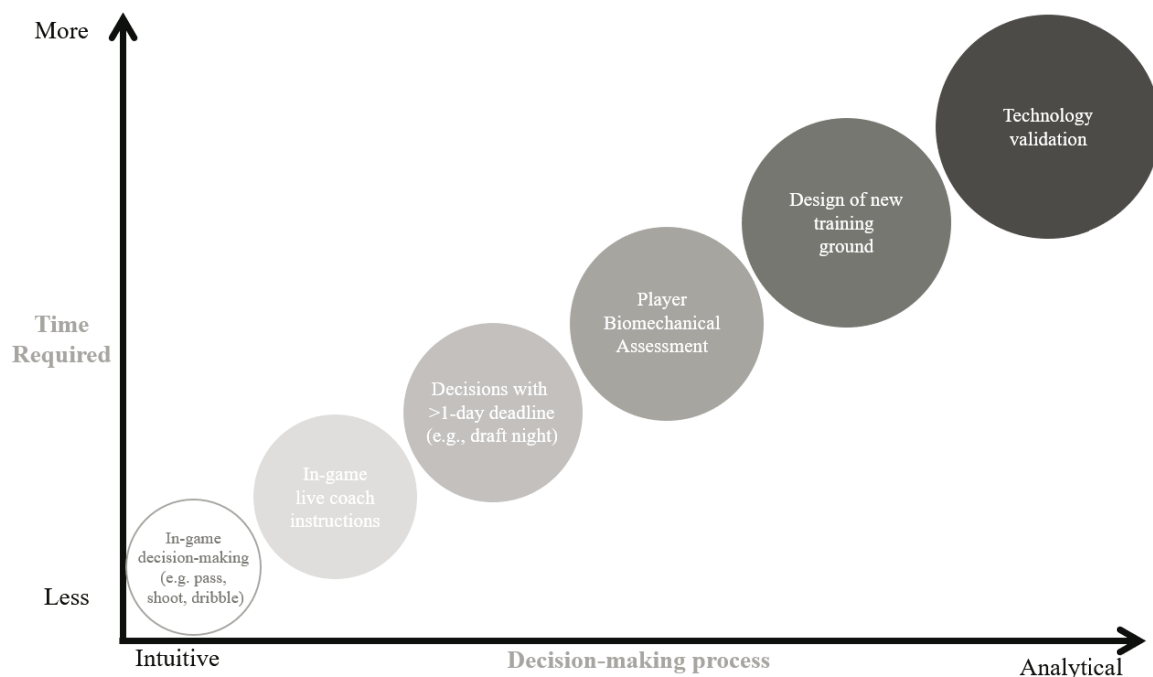 More
Technology
validation
Design of new
training
ground
Player
Biomechanical
Assessment
Time
Required
Decisions with
>1-day deadline
(e.g., draft night)
In-game
live coach
instructions
In-game
decision-making
(e.g. pass,
shoot, dribble)
Less
Intuitive
Decision-making process
Analytical